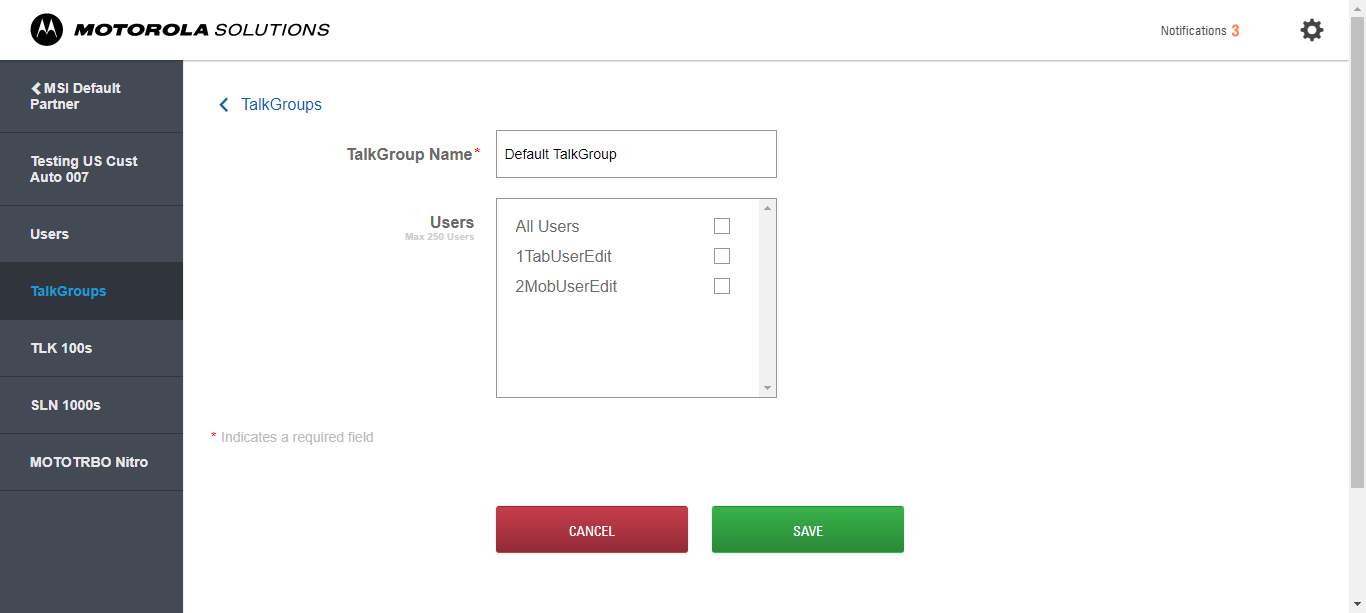 MOTOROLA SOLUTIONS
Notifications 3
MSI Default
Partner
Testing US Cust
Auto 007
Users
TalkGroups
TLK 100s
SLN 1000s
MOTOTRBO Nitro
TalkGroups
TalkGroup Name*
Default TalkGroup
Users
Max 250 Users
All Users
1TabUserEdit
2MobUserEdit
* Indicates a required field
CANCEL
SAVE